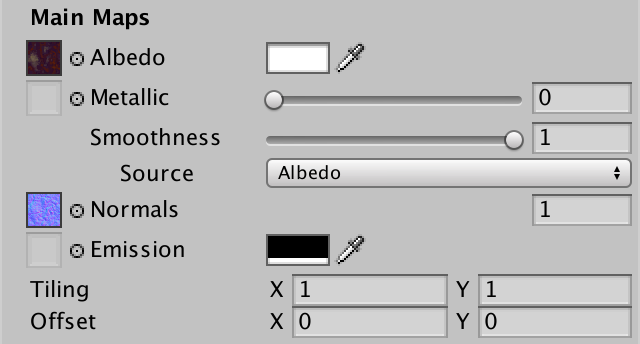 Main Maps
Albedo
Metallic 0
Smoothness 1
Source Albedo
Normals 1
Emission
Tiling X 1 Y 1
Offset X 0 Y 0